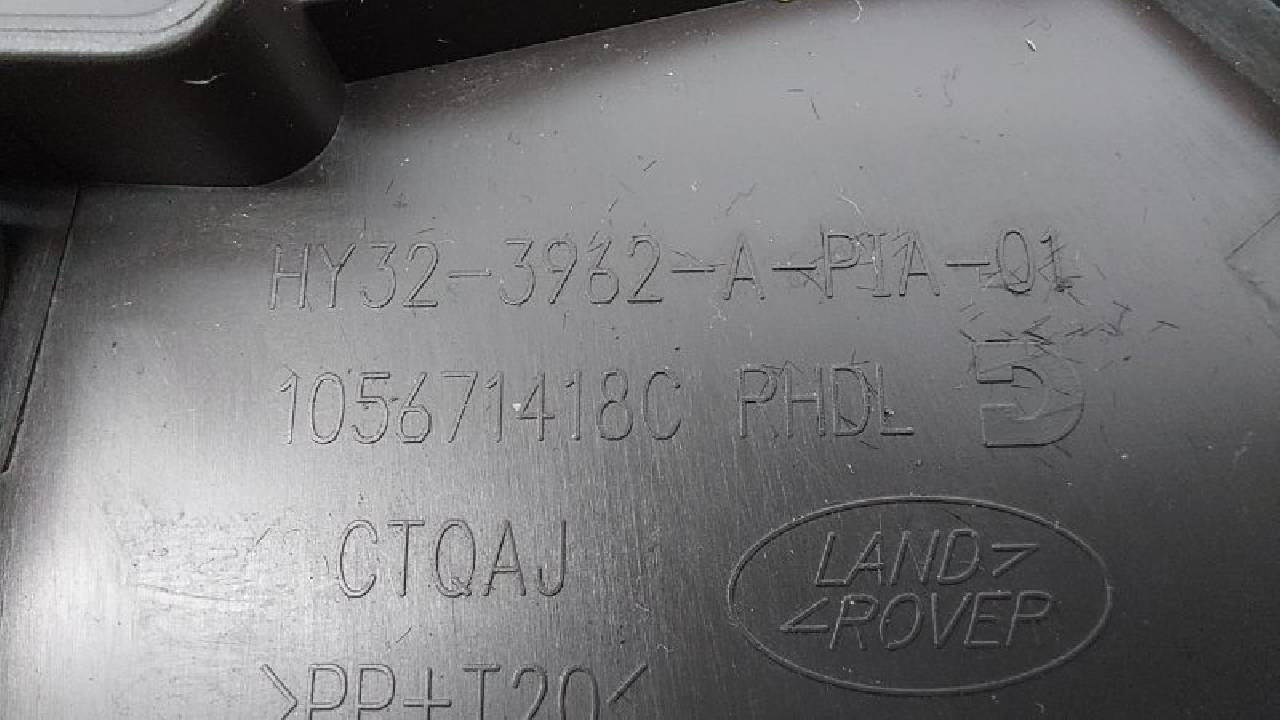 HY32-3962-A-PIA-01
105671418C PHDL
CTQAJ
LAND
ROVER
>PP+T20<